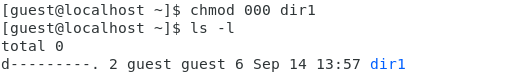 [guest@localhost ~]$ chmod 000 dir1
[guest@localhost ~]$ ls -l
total 0
d---------. 2 guest guest 6 Sep 14 13:57 dir1